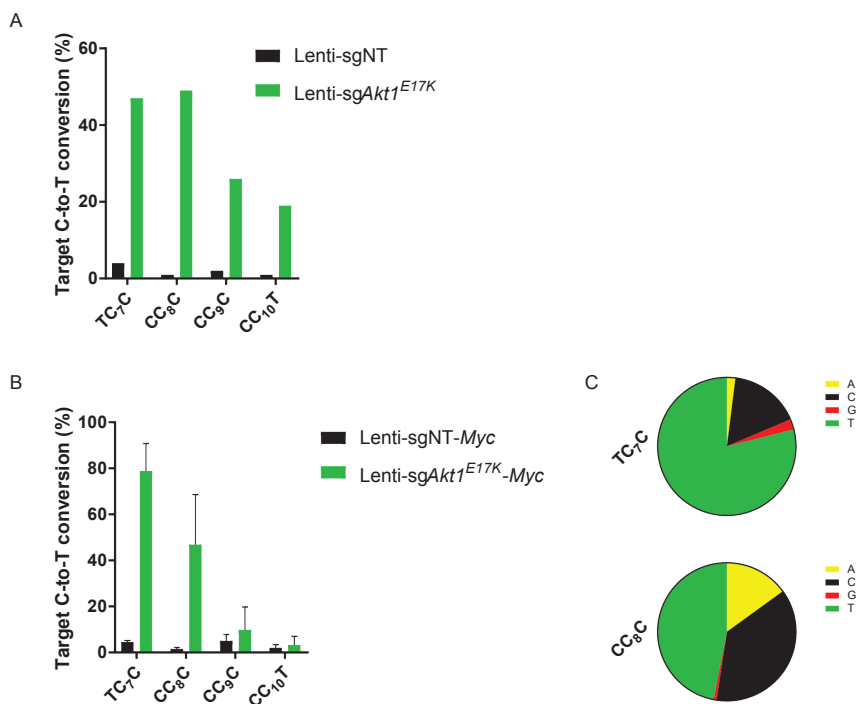 A
Target C-to-T conversion (%)
60
40
20
0
TC₇C
CC₈C
CC₉C
CC₁₀T
Lenti-sgNT
Lenti-sgAkt1ᴱ¹⁷ᴷ
B
Target C-to-T conversion (%)
100
80
60
40
20
0
TC₇C
CC₈C
CC₉C
CC₁₀T
Lenti-sgNT-Myc
Lenti-sgAkt1ᴱ¹⁷ᴷ-Myc
C
TC₇C
A
C
G
T
CC₈C
A
C
G
T